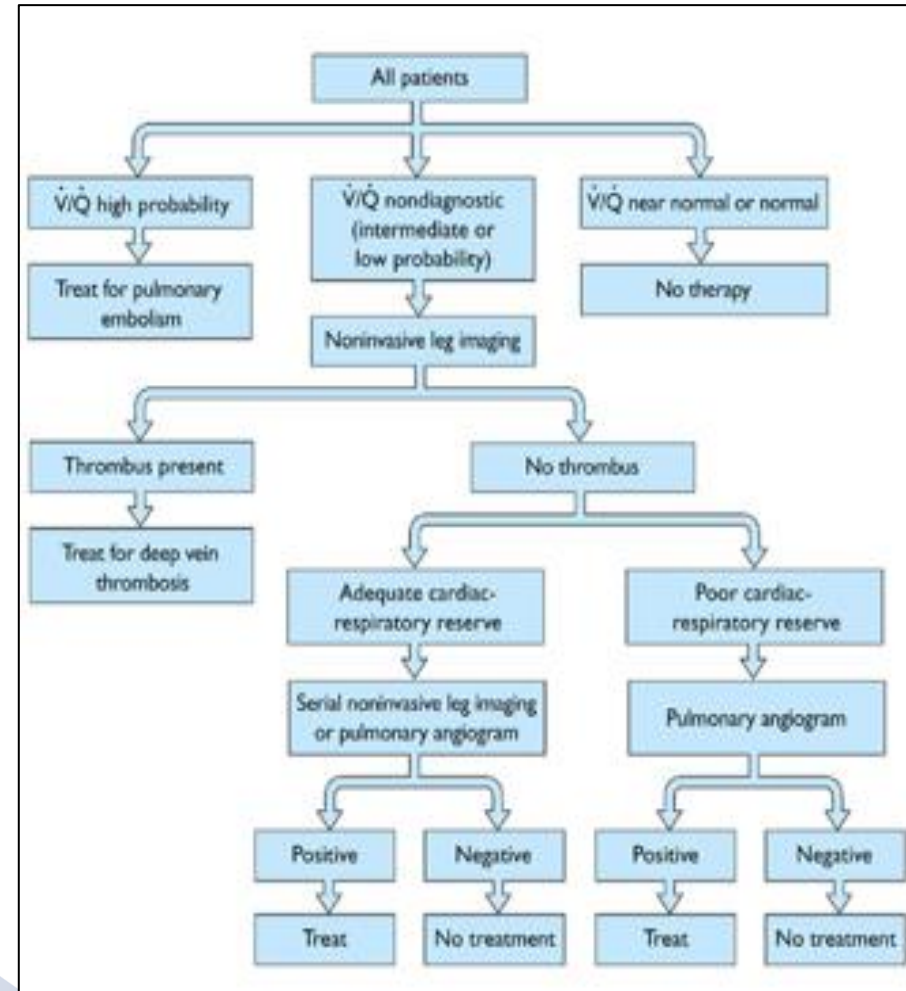 All patients
V̇/Q̇ high probability
V̇/Q̇ nondiagnostic
(intermediate or
low probability)
V̇/Q̇ near normal or normal
Treat for pulmonary
embolism
No therapy
Noninvasive leg imaging
Thrombus present
No thrombus
Treat for deep vein
thrombosis
Adequate cardiac-
respiratory reserve
Poor cardiac-
respiratory reserve
Serial noninvasive leg imaging
or pulmonary angiogram
Pulmonary angiogram
Positive
Negative
Positive
Negative
Treat
No treatment
Treat
No treatment